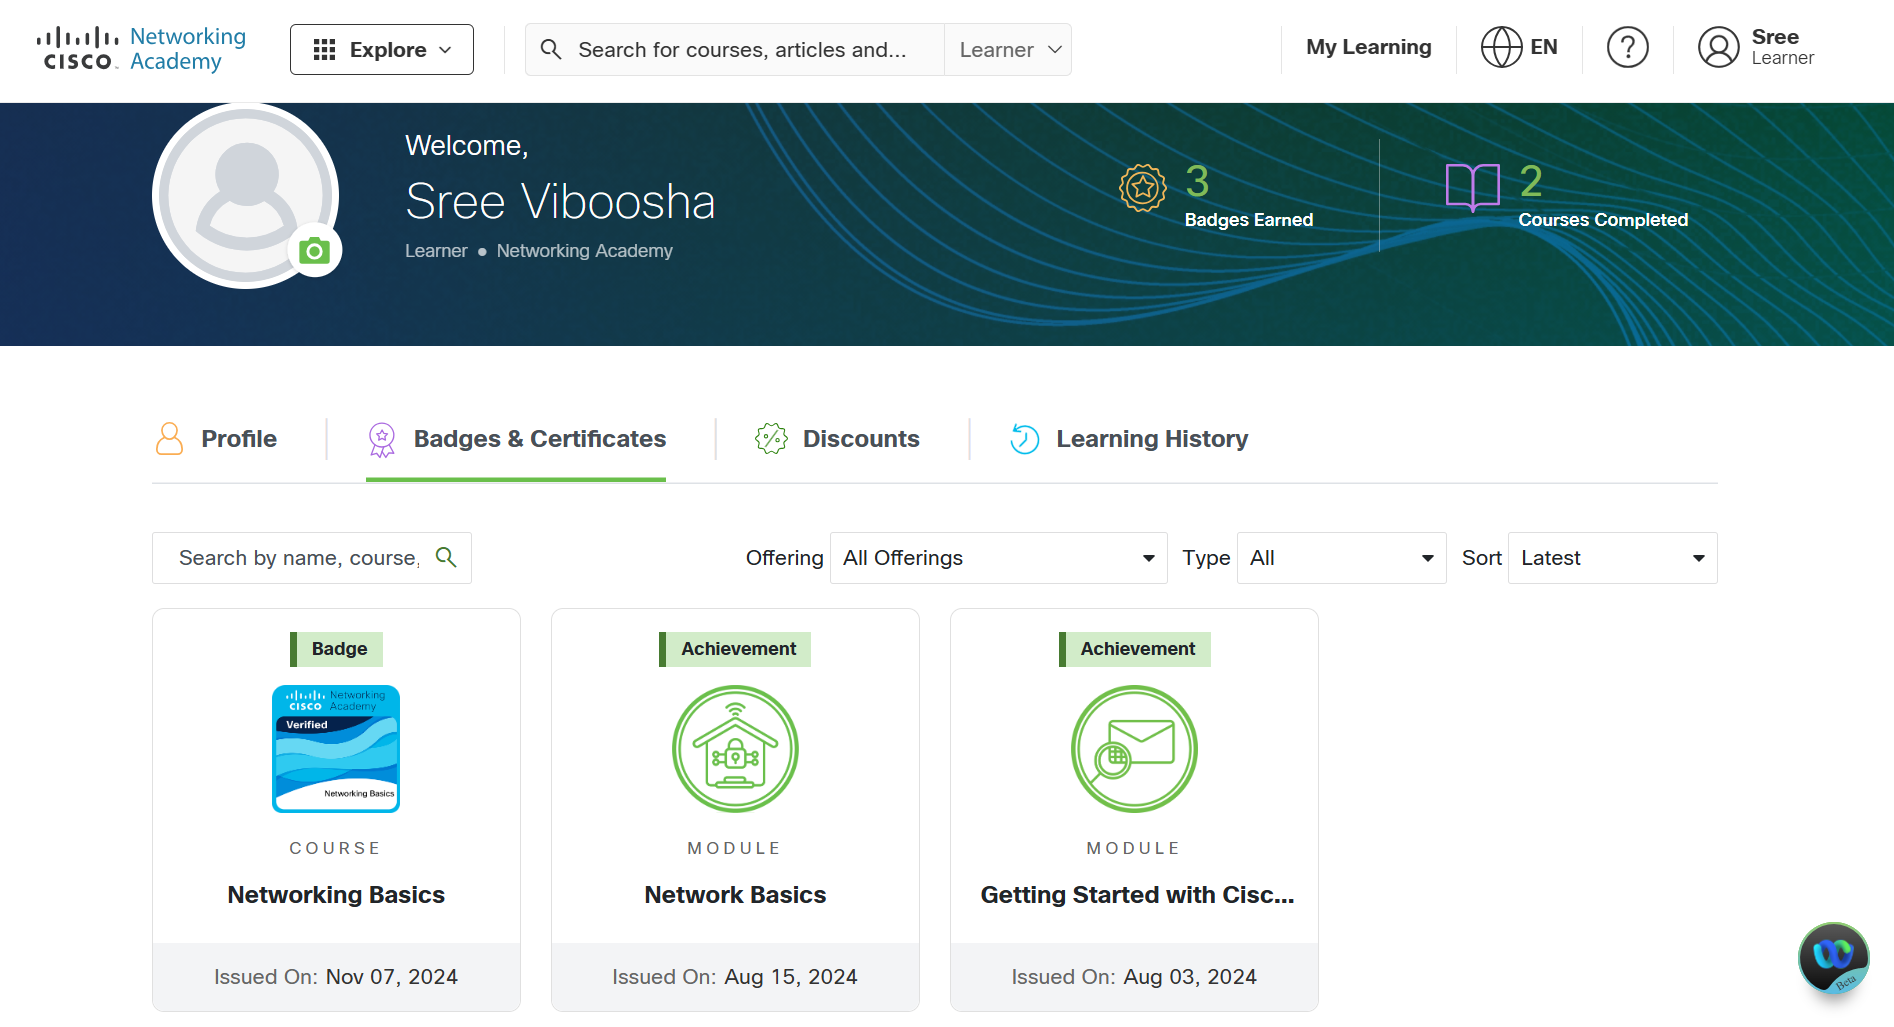 CISCO Networking Academy
Explore
Search for courses, articles and...
Learner
My Learning
EN
?
Sree
Learner
Welcome,
Sree Viboosha
Learner ● Networking Academy
3
Badges Earned
2
Courses Completed
Profile
Badges & Certificates
Discounts
Learning History
Search by name, course,
Offering All Offerings
Type All
Sort Latest
Badge
CISCO Networking Academy
Verified
Networking Basics
COURSE
Networking Basics
Issued On: Nov 07, 2024
Achievement
MODULE
Network Basics
Issued On: Aug 15, 2024
Achievement
MODULE
Getting Started with Cisc...
Issued On: Aug 03, 2024
Beta